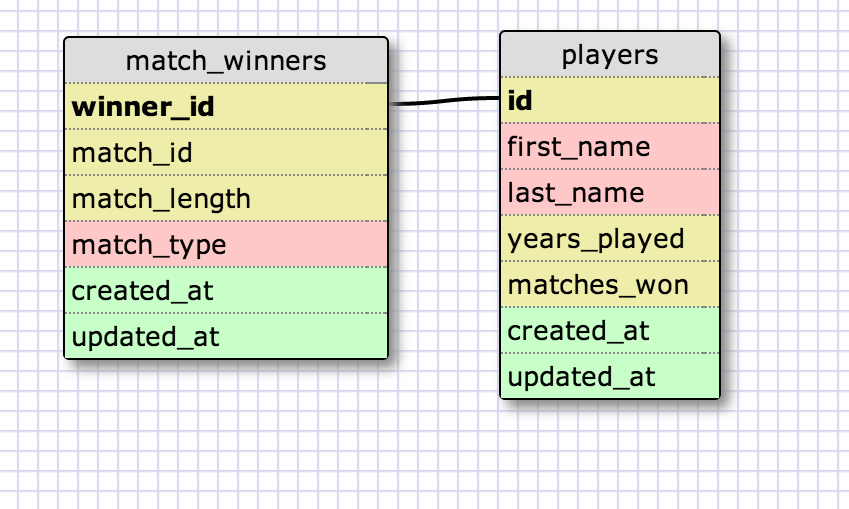 match_winners
winner_id
match_id
match_length
match_type
created_at
updated_at
players
id
first_name
last_name
years_played
matches_won
created_at
updated_at